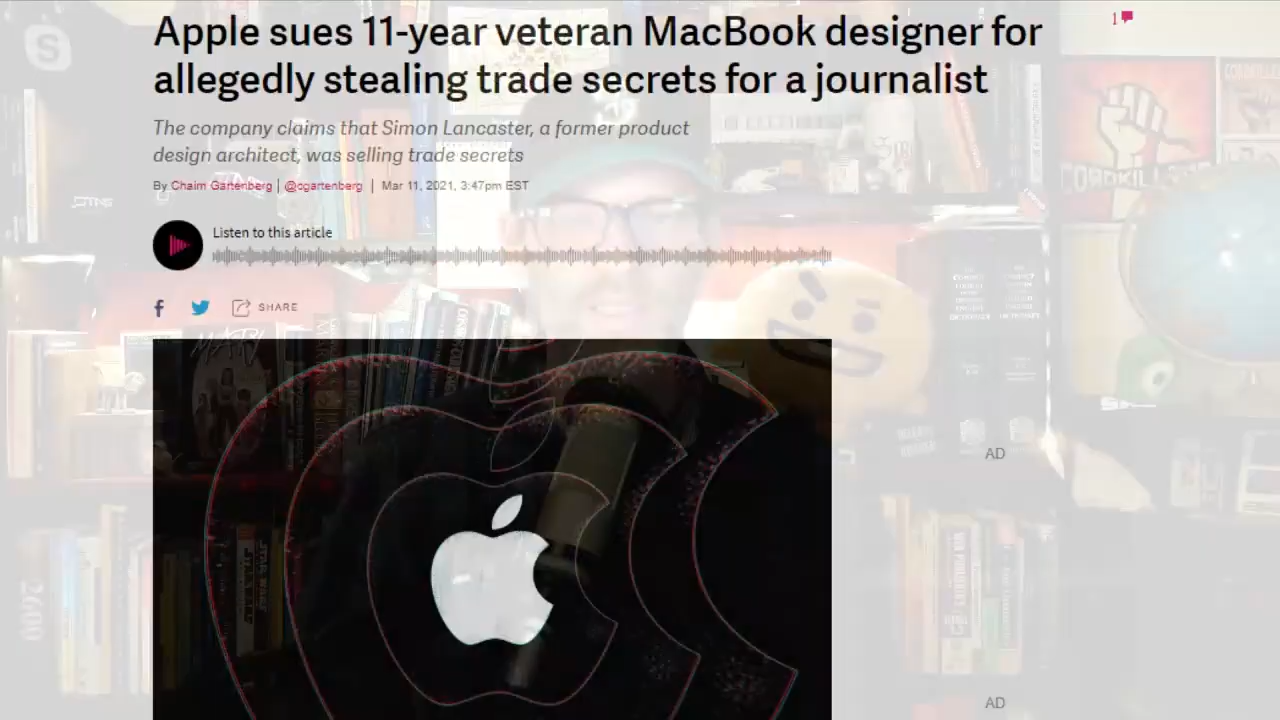 Apple sues 11-year veteran MacBook designer for
allegedly stealing trade secrets for a journalist
1
The company claims that Simon Lancaster, a former product
design architect, was selling trade secrets
By Chaim Gartenberg | @cgartenberg | Mar 11, 2021, 3:47pm EST
Listen to this article
SHARE
AD
AD
2600